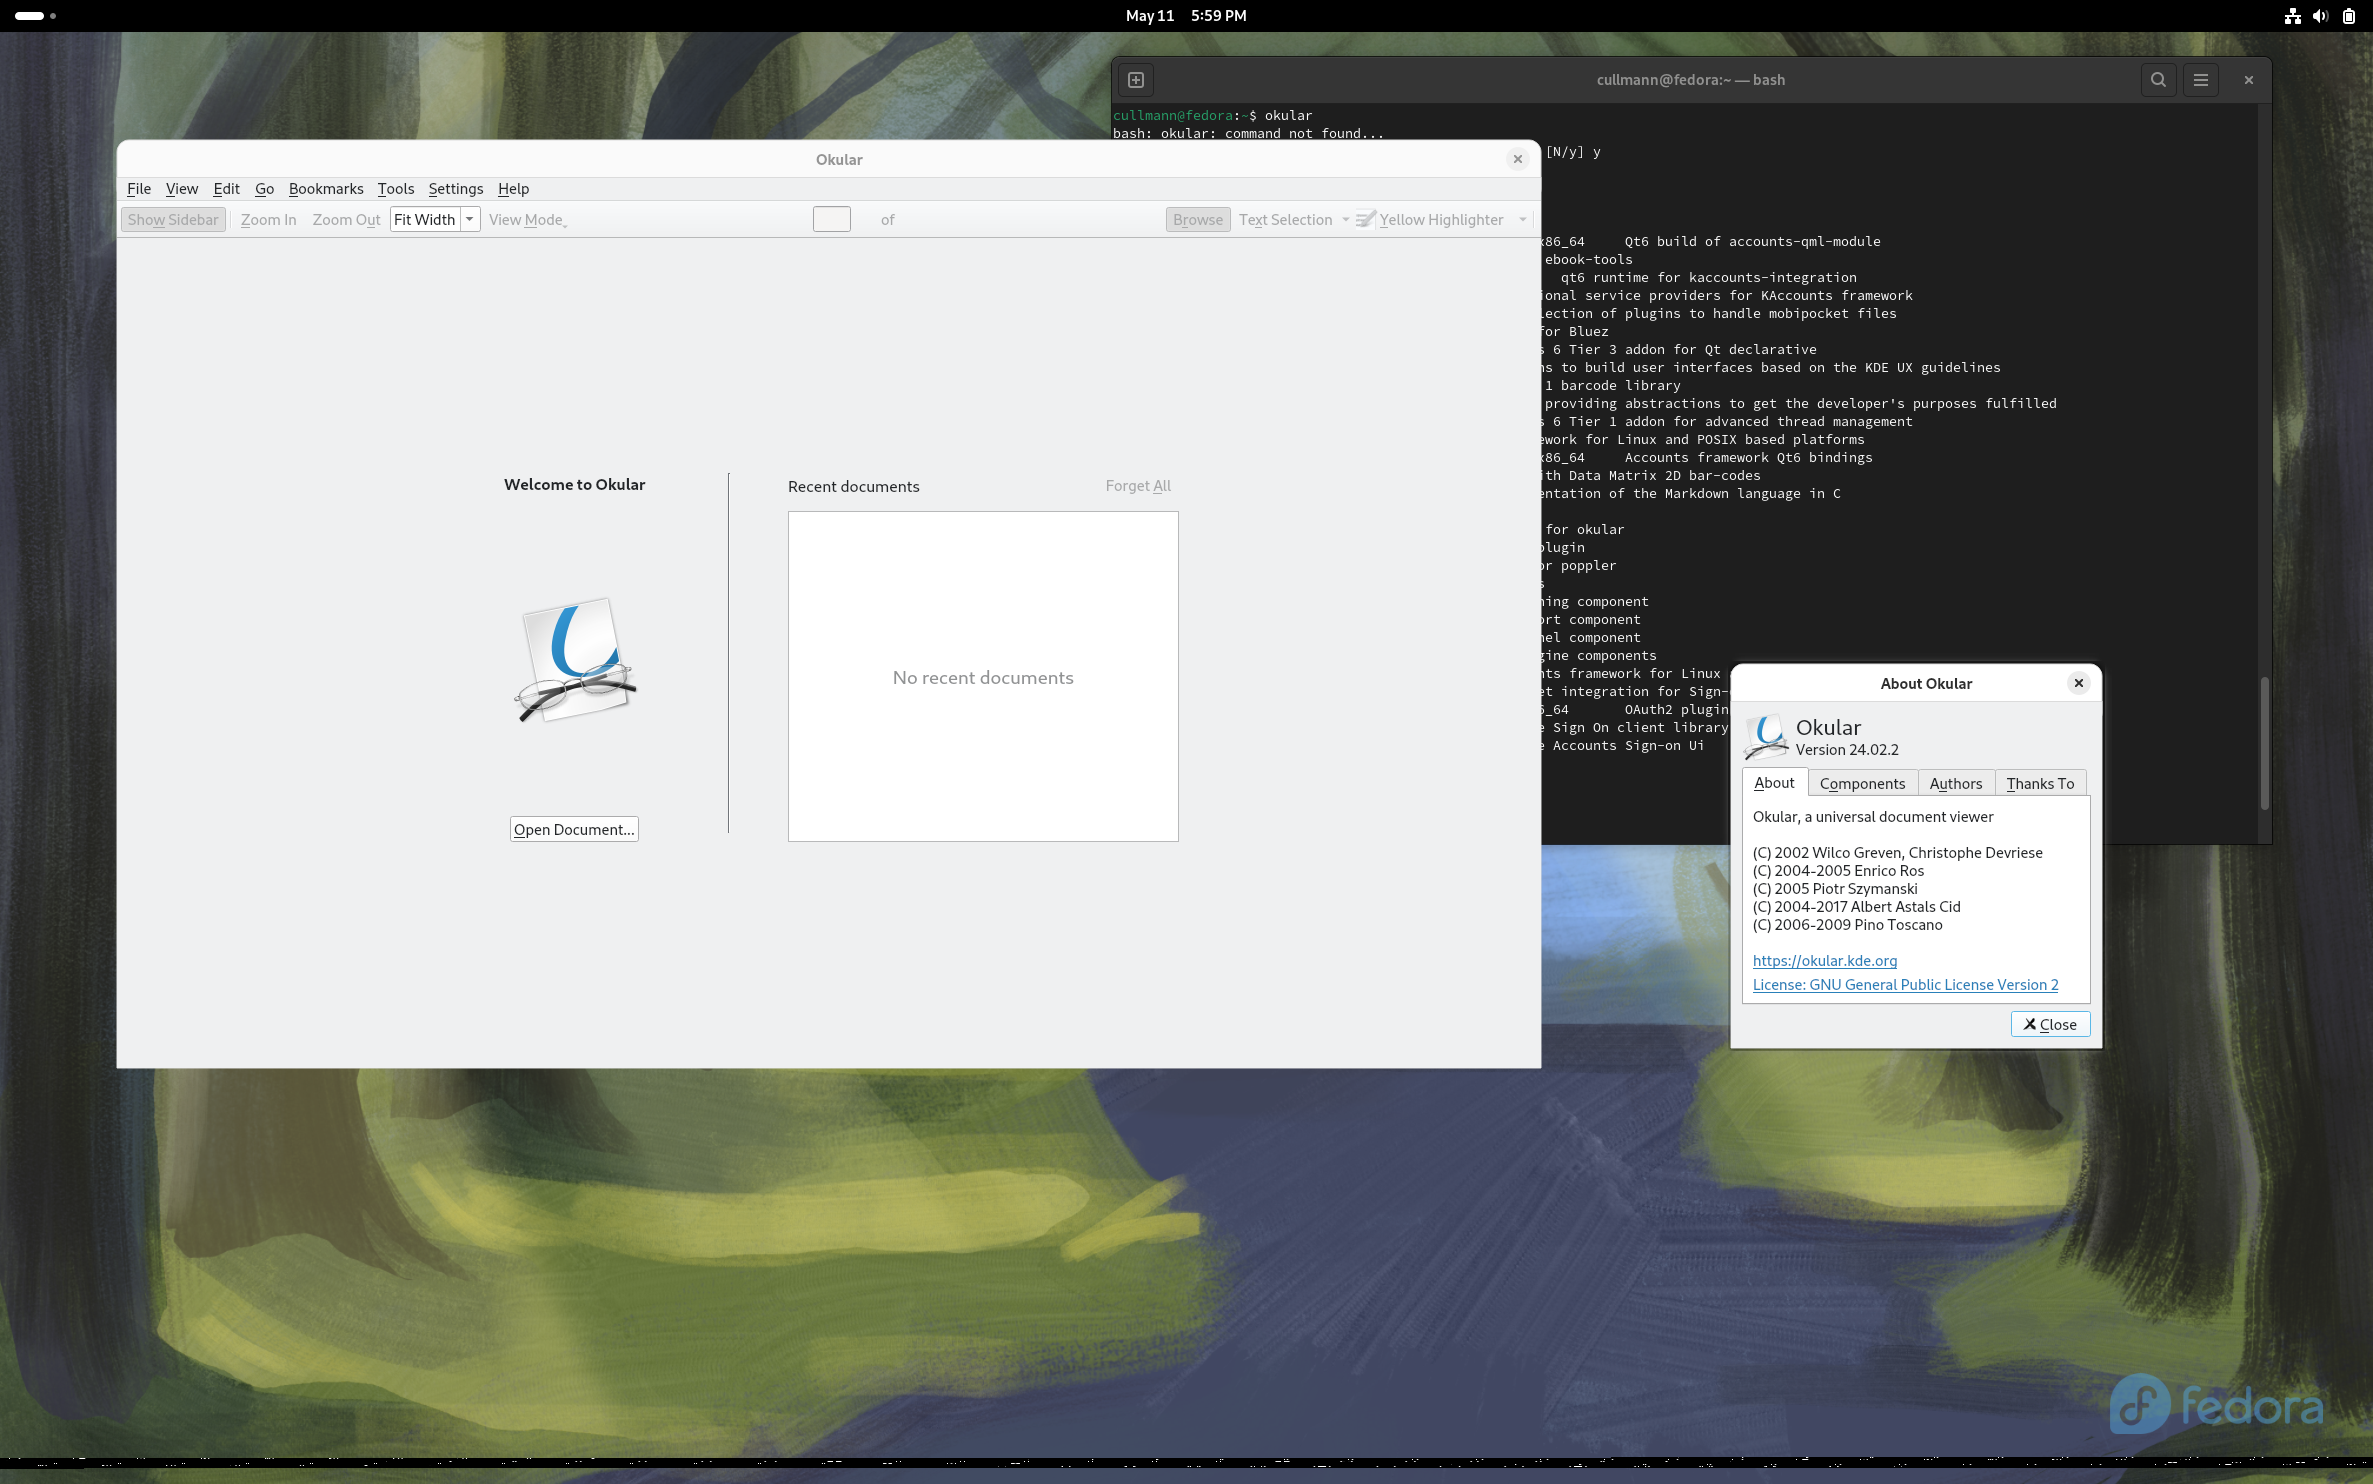 May 11 5:59 PM
cullmann@fedora:~ — bash
cullmann@fedora:~$ okular
bash: okular: command not found...
[N/y] y
x86_64 Qt6 build of accounts-qml-module
ebook-tools
qt6 runtime for kaccounts-integration
ional service providers for KAccounts framework
lection of plugins to handle mobipocket files
for Bluez
s 6 Tier 3 addon for Qt declarative
ns to build user interfaces based on the KDE UX guidelines
1 barcode library
providing abstractions to get the developer's purposes fulfilled
s 6 Tier 1 addon for advanced thread management
ework for Linux and POSIX based platforms
x86_64 Accounts framework Qt6 bindings
ith Data Matrix 2D bar-codes
entation of the Markdown language in C
for okular
plugin
or poppler
s
ning component
ort component
nel component
gine components
nts framework for Linux
et integration for Sign-
6_64 OAuth2 plugin
e Sign On client library
e Accounts Sign-on Ui
Okular
File View Edit Go Bookmarks Tools Settings Help
Show Sidebar Zoom In Zoom Out Fit Width View Mode of Browse Text Selection Yellow Highlighter
Welcome to Okular
Recent documents Forget All
No recent documents
Open Document...
About Okular
Okular
Version 24.02.2
About Components Authors Thanks To
Okular, a universal document viewer
(C) 2002 Wilco Greven, Christophe Devriese
(C) 2004-2005 Enrico Ros
(C) 2005 Piotr Szymanski
(C) 2004-2017 Albert Astals Cid
(C) 2006-2009 Pino Toscano
https://okular.kde.org
License: GNU General Public License Version 2
Close
fedora